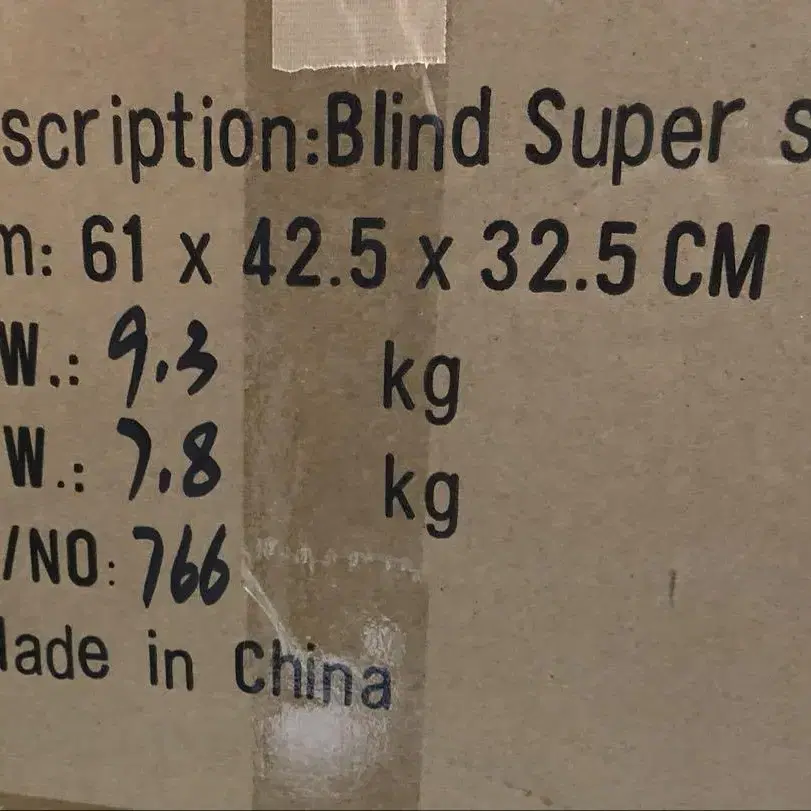 scription:Blind Super s
m: 61 x 42.5 x 32.5 CM
W.: 9.3 kg
W.: 7.8 kg
/NO: 766
Made in China